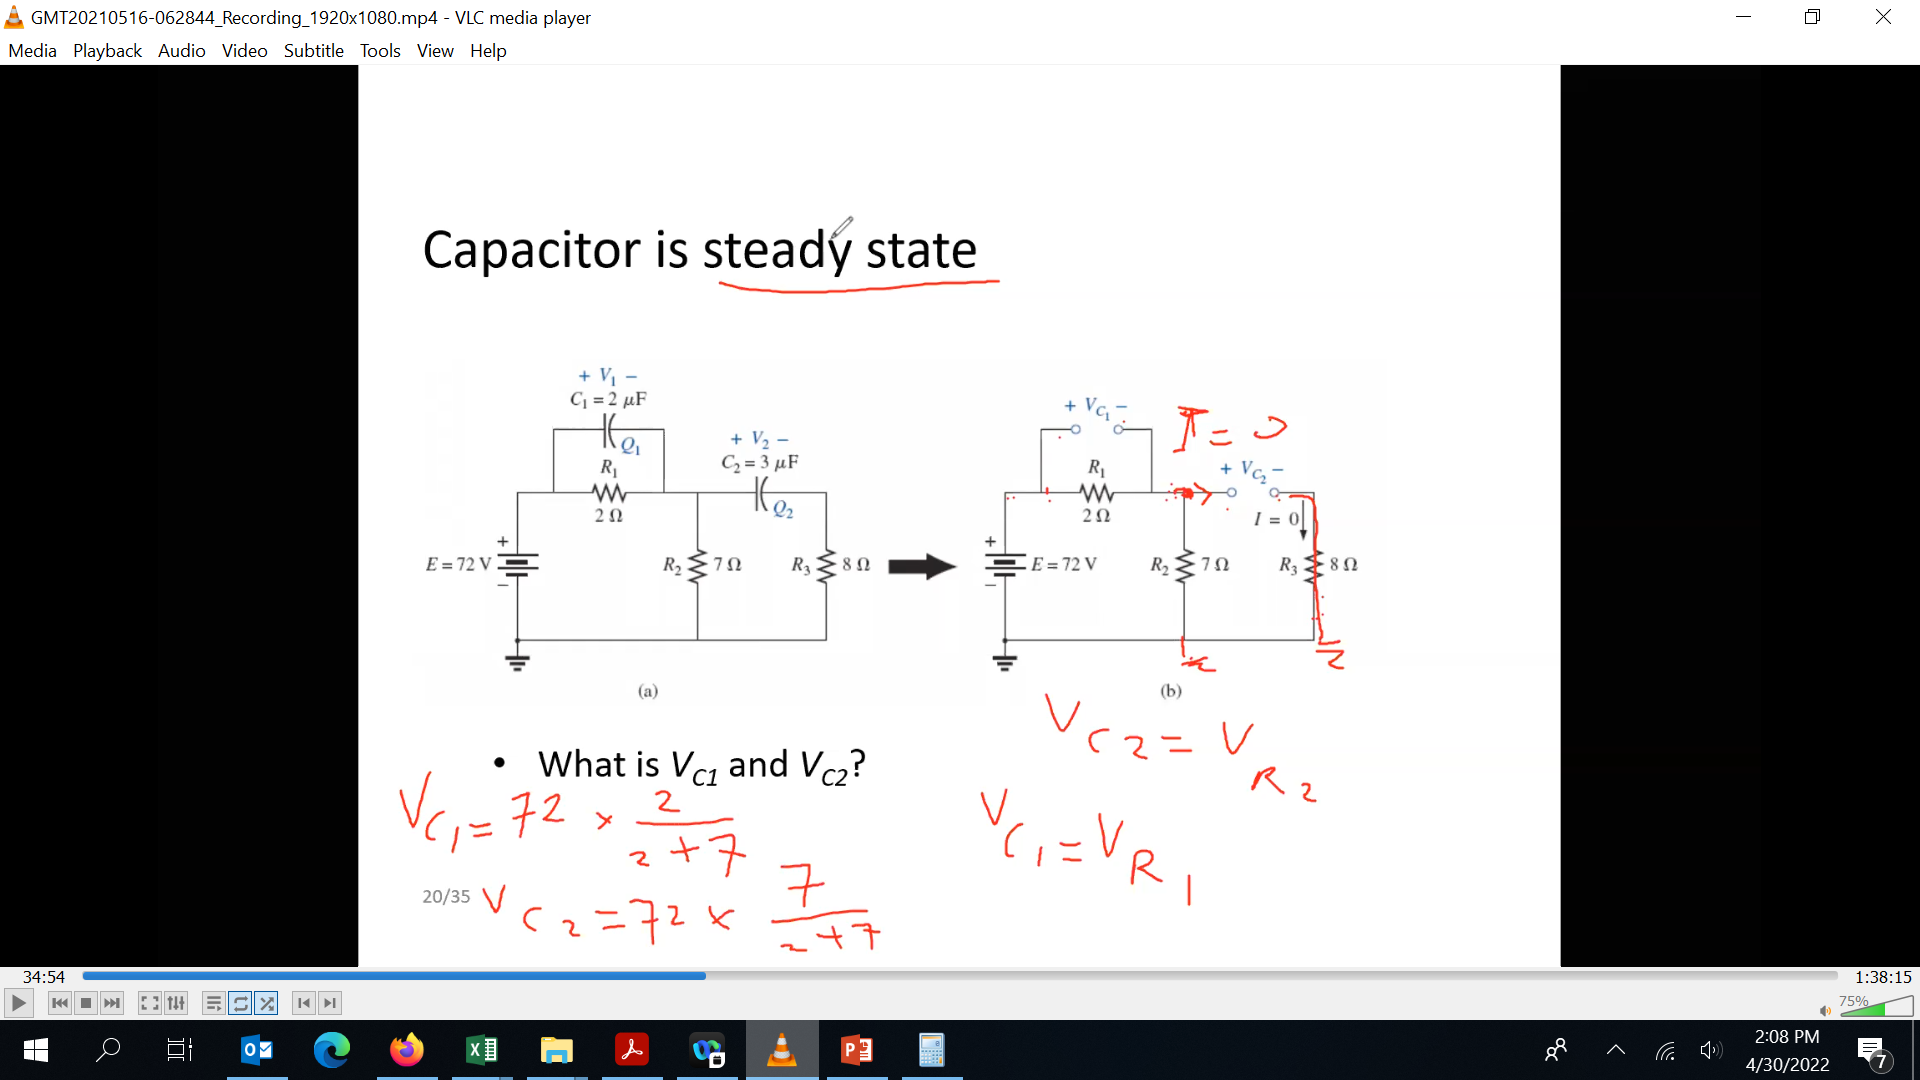 GMT20210516-062844_Recording_1920x1080.mp4 - VLC media player
Media Playback Audio Video Subtitle Tools View Help
Capacitor is steady state
+ V1 −
C1 = 2 μF
Q1
R1
2 Ω
+ V2 −
C2 = 3 μF
Q2
+
E = 72 V
−
R2 7 Ω
R3 8 Ω
(a)
+ VC1 −
I = 0
R1
2 Ω
+ VC2 −
I = 0
+
E = 72 V
−
R2 7 Ω
R3 8 Ω
(b)
VC2 = VR2
• What is VC1 and VC2?
VC1 = 72 × 2/2+7
VC1 = VR1
20/35
VC2 = 72 × 7/2+7
34:54
1:38:15
75%
2:08 PM
4/30/2022
7